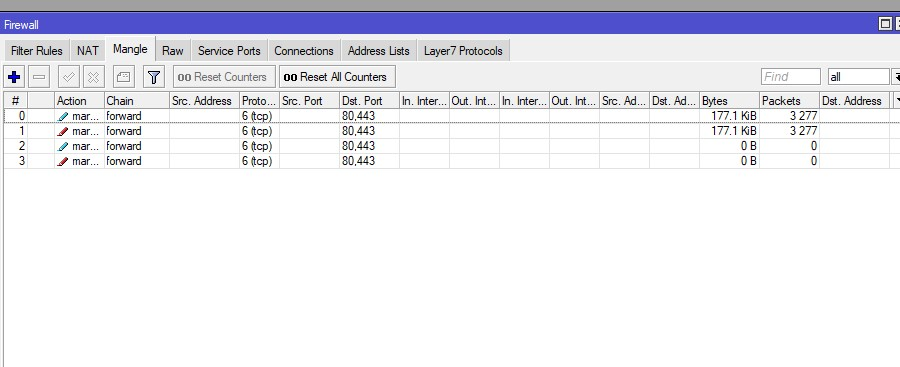 Firewall
Filter Rules NAT Mangle Raw Service Ports Connections Address Lists Layer7 Protocols
00 Reset Counters 00 Reset All Counters Find all
# Action Chain Src. Address Proto... Src. Port Dst. Port In. Inter... Out. Int... In. Inter... Out. Int... Src. Ad... Dst. Ad... Bytes Packets Dst. Address
0 mar... forward 6 (tcp) 80,443 177.1 KiB 3 277
1 mar... forward 6 (tcp) 80,443 177.1 KiB 3 277
2 mar... forward 6 (tcp) 80,443 0 B 0
3 mar... forward 6 (tcp) 80,443 0 B 0